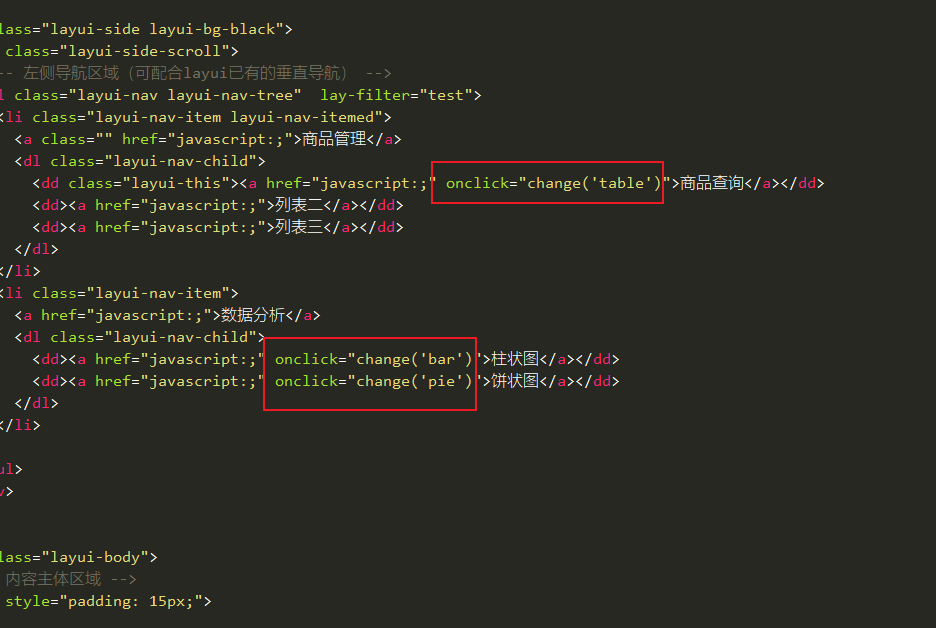 lass="layui-side layui-bg-black">
class="layui-side-scroll">
-- 左侧导航区域（可配合layui已有的垂直导航） -->
l class="layui-nav layui-nav-tree"  lay-filter="test">
<li class="layui-nav-item layui-nav-itemed">
<a class="" href="javascript:;">商品管理</a>
<dl class="layui-nav-child">
<dd class="layui-this"><a href="javascript:;" onclick="change('table')">商品查询</a></dd>
<dd><a href="javascript:;">列表二</a></dd>
<dd><a href="javascript:;">列表三</a></dd>
</dl>
</li>
<li class="layui-nav-item">
<a href="javascript:;">数据分析</a>
<dl class="layui-nav-child">
<dd><a href="javascript:;" onclick="change('bar')">柱状图</a></dd>
<dd><a href="javascript:;" onclick="change('pie')">饼状图</a></dd>
</dl>
</li>
ul>
v>
lass="layui-body">
内容主体区域 -->
style="padding: 15px;">